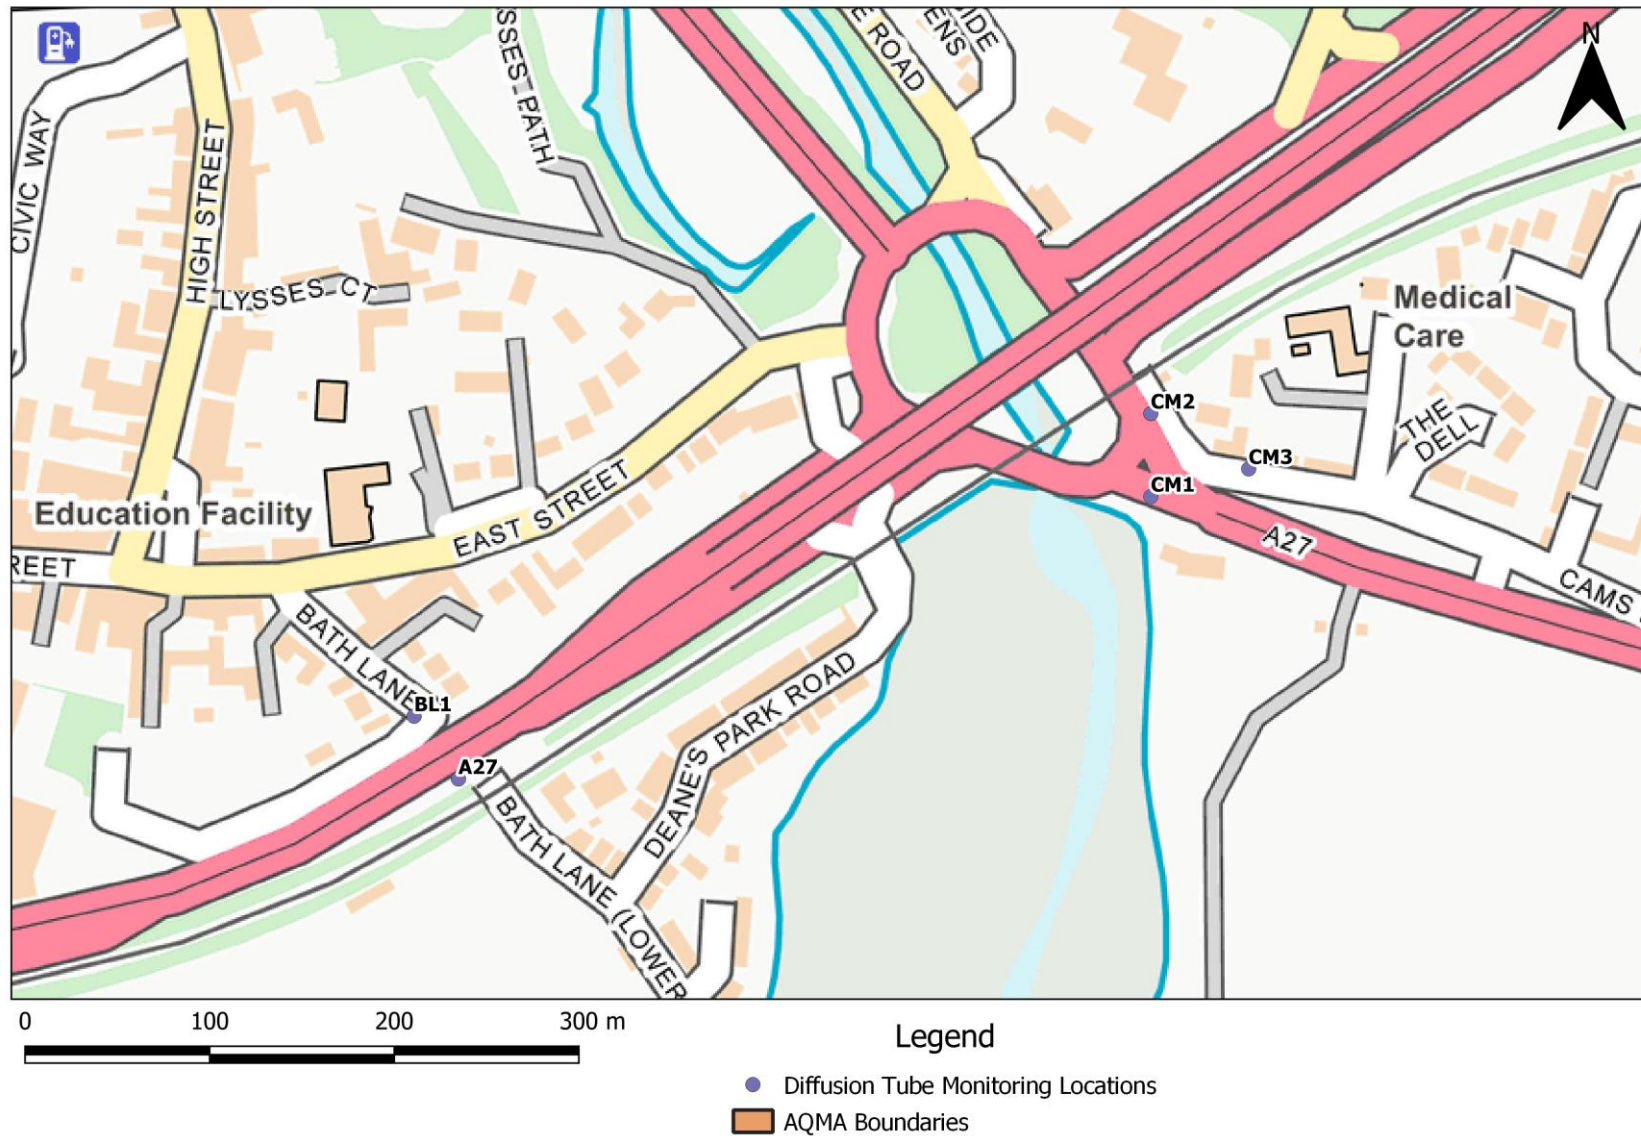 SSES PATH
E ROAD
IDE
ENS
N
CIVIC WAY
HIGH STREET
LYSSES CT
Medical
Care
CM2
THE
DELL
CM3
CM1
Education Facility
EAST STREET
A27
REET
CAMS
BATH LANE
BL1
DEANE'S PARK ROAD
A27
BATH LANE (LOWER
0 100 200 300 m
Legend
Diffusion Tube Monitoring Locations
AQMA Boundaries